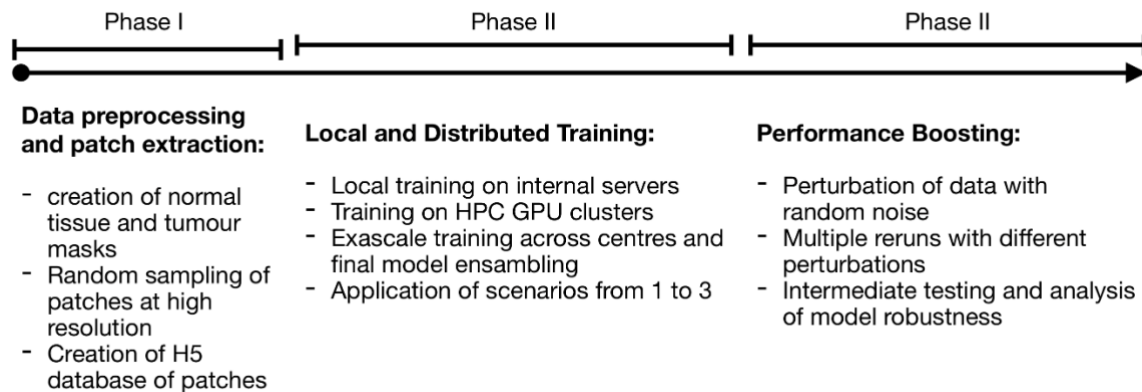 Phase I
Phase II
Phase II
Data preprocessing
and patch extraction:
- creation of normal
tissue and tumour
masks
- Random sampling of
patches at high
resolution
- Creation of H5
database of patches
Local and Distributed Training:
- Local training on internal servers
- Training on HPC GPU clusters
- Exascale training across centres and
final model ensambling
- Application of scenarios from 1 to 3
Performance Boosting:
- Perturbation of data with
random noise
- Multiple reruns with different
perturbations
- Intermediate testing and analysis
of model robustness